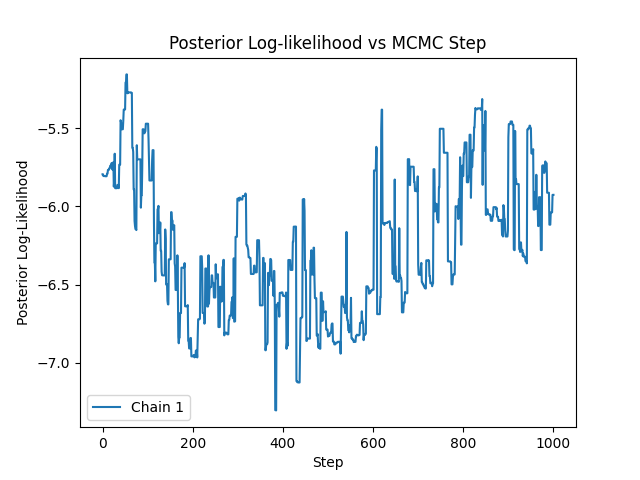 Posterior Log-likelihood vs MCMC Step
Posterior Log-Likelihood
−5.5
−6.0
−6.5
−7.0
Chain 1
0 200 400 600 800 1000
Step